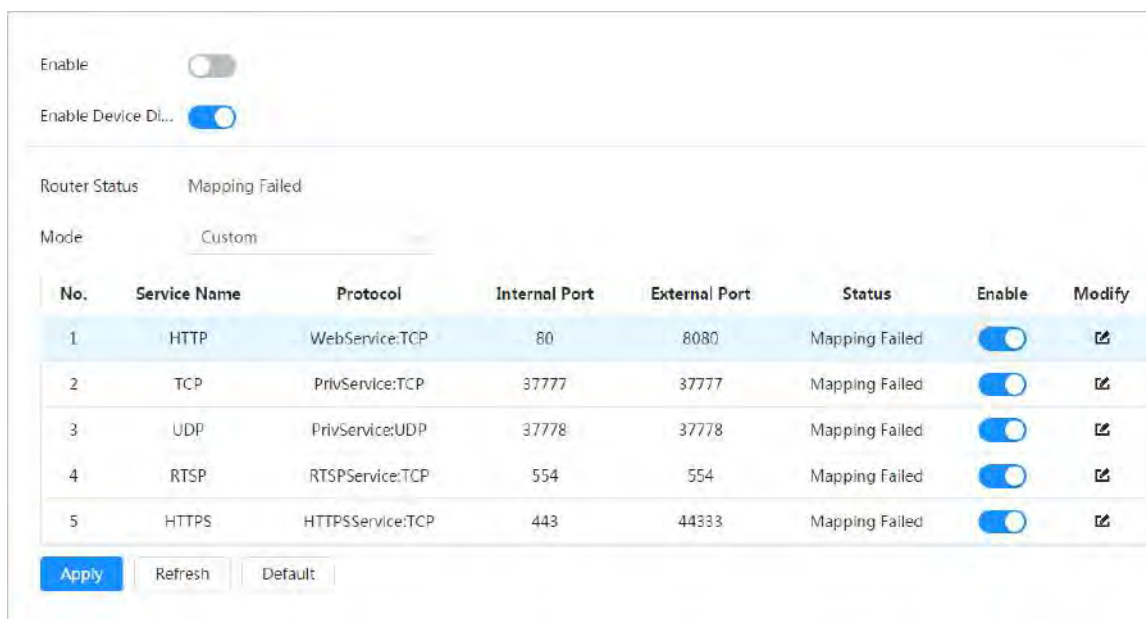 Enable
Enable Device Di...
Router Status Mapping Failed
Mode Custom
No. Service Name Protocol Internal Port External Port Status Enable Modify
1 HTTP WebService:TCP 80 8080 Mapping Failed
2 TCP PrivService:TCP 37777 37777 Mapping Failed
3 UDP PrivService:UDP 37778 37778 Mapping Failed
4 RTSP RTSPService:TCP 554 554 Mapping Failed
5 HTTPS HTTPSService:TCP 443 44333 Mapping Failed
Apply Refresh Default